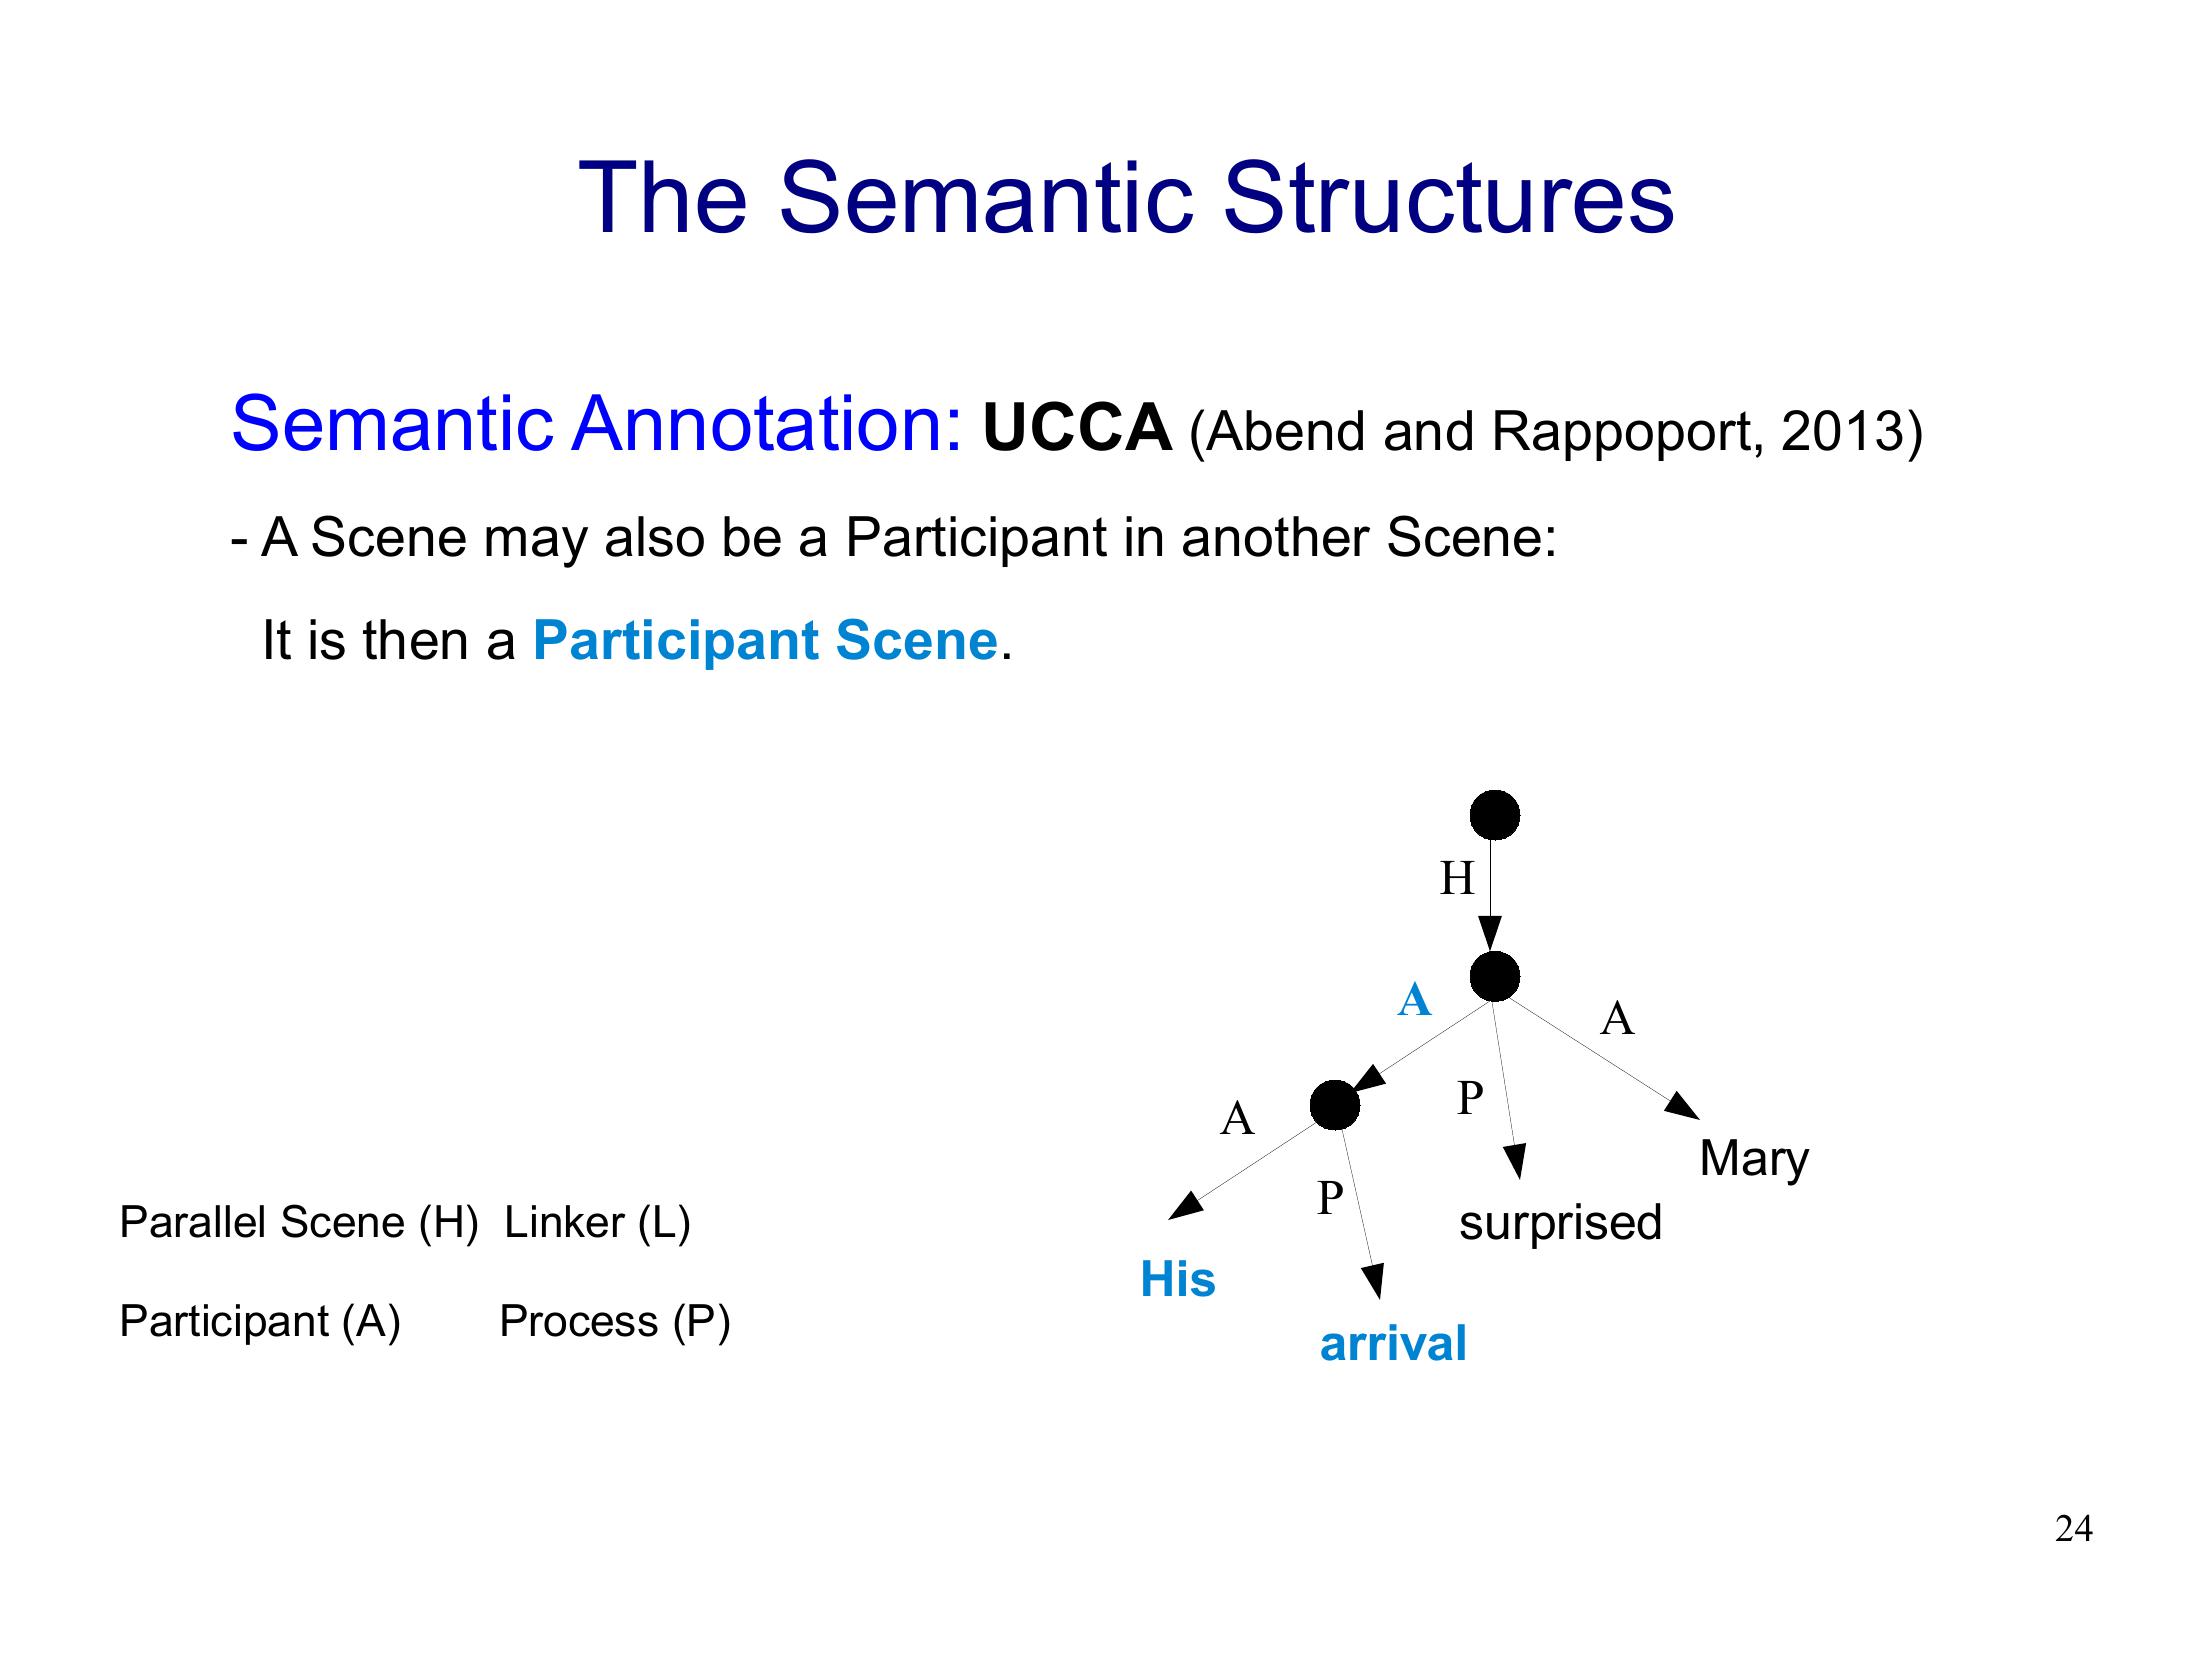 The Semantic Structures
Semantic Annotation: UCCA (Abend and Rappoport, 2013)
- A Scene may also be a Participant in another Scene:
It is then a Participant Scene.
H
A
A
P
A
P
Mary
surprised
His
arrival
Parallel Scene (H) Linker (L)
Participant (A) Process (P)
24